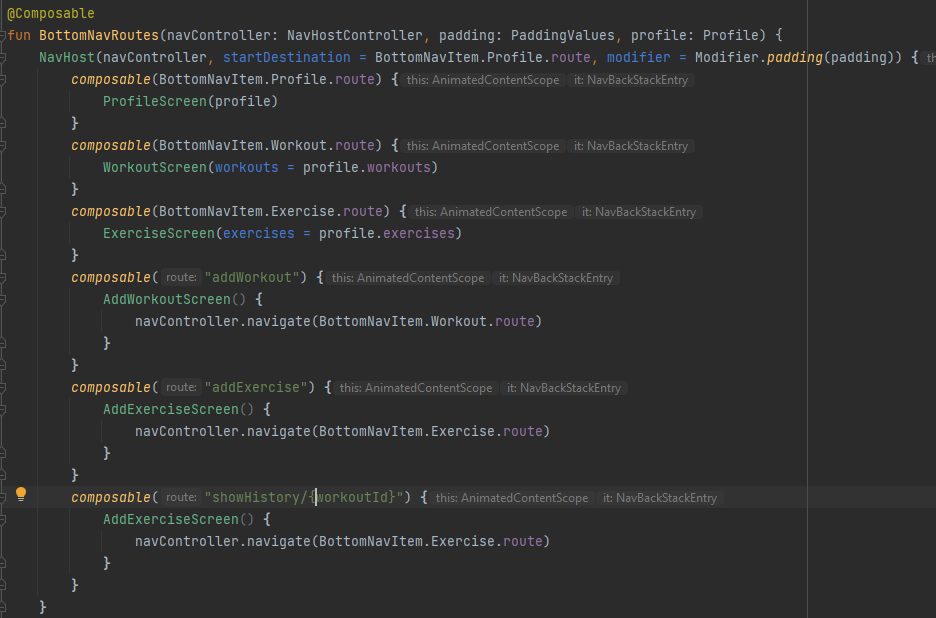 @Composable
fun BottomNavRoutes(navController: NavHostController, padding: PaddingValues, profile: Profile) {
    NavHost(navController, startDestination = BottomNavItem.Profile.route, modifier = Modifier.padding(padding)) { th
        composable(BottomNavItem.Profile.route) { this: AnimatedContentScope it: NavBackStackEntry
            ProfileScreen(profile)
        }
        composable(BottomNavItem.Workout.route) { this: AnimatedContentScope it: NavBackStackEntry
            WorkoutScreen(workouts = profile.workouts)
        }
        composable(BottomNavItem.Exercise.route) { this: AnimatedContentScope it: NavBackStackEntry
            ExerciseScreen(exercises = profile.exercises)
        }
        composable( route: "addWorkout") { this: AnimatedContentScope it: NavBackStackEntry
            AddWorkoutScreen() {
                navController.navigate(BottomNavItem.Workout.route)
            }
        }
        composable( route: "addExercise") { this: AnimatedContentScope it: NavBackStackEntry
            AddExerciseScreen() {
                navController.navigate(BottomNavItem.Exercise.route)
            }
        }
        composable( route: "showHistory/{workoutId}") { this: AnimatedContentScope it: NavBackStackEntry
            AddExerciseScreen() {
                navController.navigate(BottomNavItem.Exercise.route)
            }
        }
    }